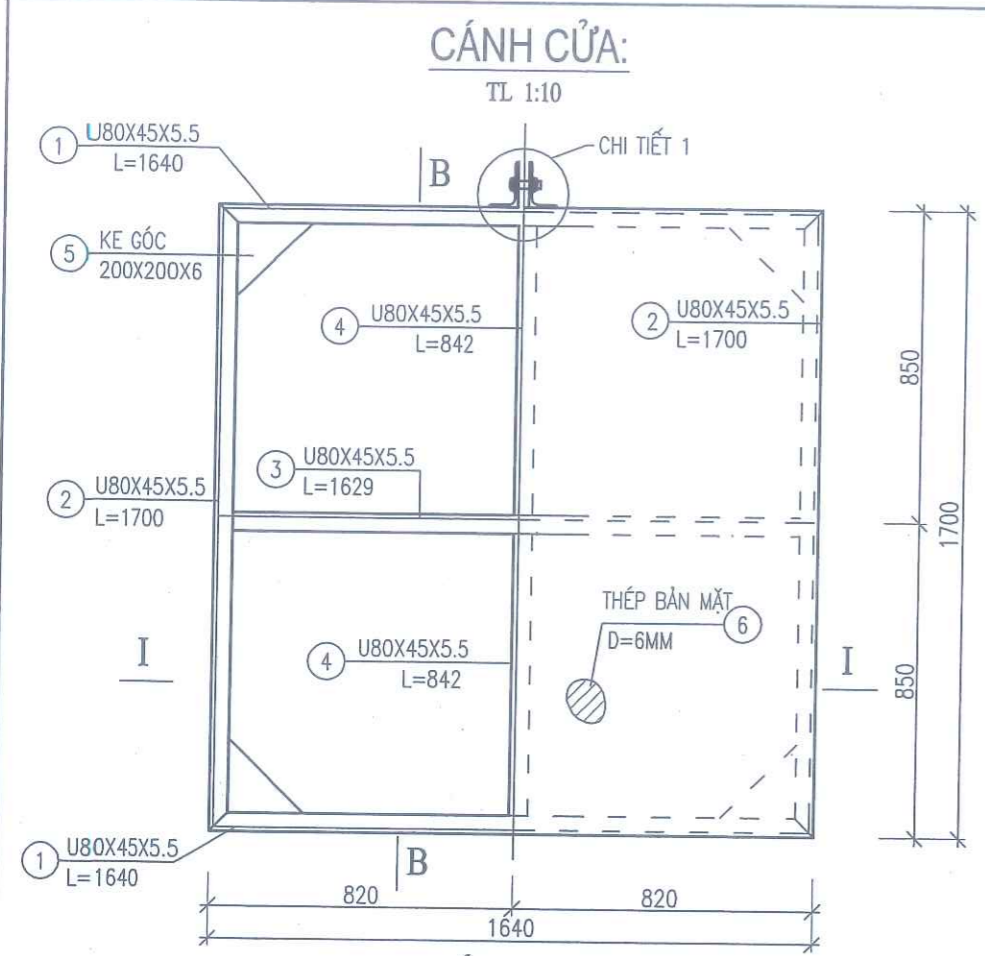 CÁNH CỬA:
TL 1:10
1 U80X45X5.5
L=1640
B
CHI TIẾT 1
5 KE GÓC
200X200X6
4 U80X45X5.5
L=842
2 U80X45X5.5
L=1700
850
3 U80X45X5.5
L=1629
2 U80X45X5.5
L=1700
1700
THÉP BẢN MẶT 6
D=6MM
I
4 U80X45X5.5
L=842
I
850
1 U80X45X5.5
L=1640
B
820
820
1640